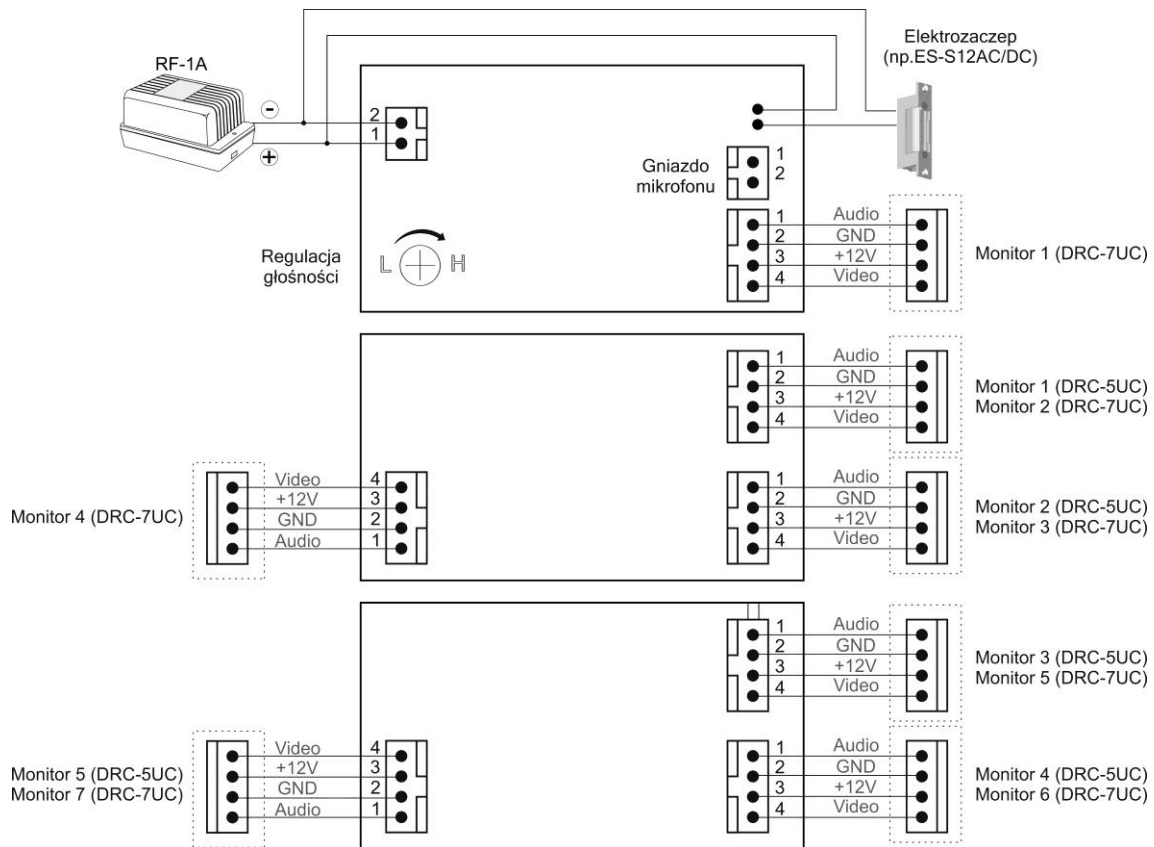 RF-1A
Elektrozaczep
(np.ES-S12AC/DC)
-
+
2
1
Gniazdo
mikrofonu
1
2
Regulacja
głośności
L H
1 Audio
2 GND
3 +12V
4 Video
Monitor 1 (DRC-7UC)
1 Audio
2 GND
3 +12V
4 Video
Monitor 1 (DRC-5UC)
Monitor 2 (DRC-7UC)
Monitor 4 (DRC-7UC)
Video 4
+12V 3
GND 2
Audio 1
1 Audio
2 GND
3 +12V
4 Video
Monitor 2 (DRC-5UC)
Monitor 3 (DRC-7UC)
1 Audio
2 GND
3 +12V
4 Video
Monitor 3 (DRC-5UC)
Monitor 5 (DRC-7UC)
Monitor 5 (DRC-5UC)
Monitor 7 (DRC-7UC)
Video 4
+12V 3
GND 2
Audio 1
1 Audio
2 GND
3 +12V
4 Video
Monitor 4 (DRC-5UC)
Monitor 6 (DRC-7UC)